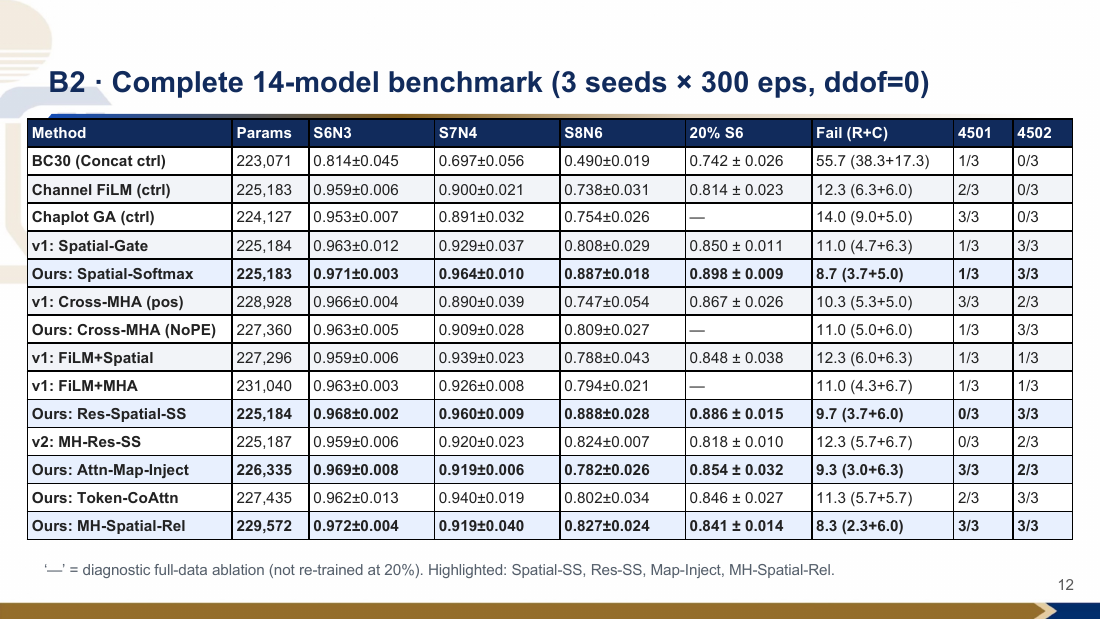 B2 · Complete 14-model benchmark (3 seeds × 300 eps, ddof=0)
Method Params S6N3 S7N4 S8N6 20% S6 Fail (R+C) 4501 4502
BC30 (Concat ctrl) 223,071 0.814±0.045 0.697±0.056 0.490±0.019 0.742 ± 0.026 55.7 (38.3+17.3) 1/3 0/3
Channel FiLM (ctrl) 225,183 0.959±0.006 0.900±0.021 0.738±0.031 0.814 ± 0.023 12.3 (6.3+6.0) 2/3 0/3
Chaplot GA (ctrl) 224,127 0.953±0.007 0.891±0.032 0.754±0.026 — 14.0 (9.0+5.0) 3/3 0/3
v1: Spatial-Gate 225,184 0.963±0.012 0.929±0.037 0.808±0.029 0.850 ± 0.011 11.0 (4.7+6.3) 1/3 3/3
Ours: Spatial-Softmax 225,183 0.971±0.003 0.964±0.010 0.887±0.018 0.898 ± 0.009 8.7 (3.7+5.0) 1/3 3/3
v1: Cross-MHA (pos) 228,928 0.966±0.004 0.890±0.039 0.747±0.054 0.867 ± 0.026 10.3 (5.3+5.0) 3/3 2/3
Ours: Cross-MHA (NoPE) 227,360 0.963±0.005 0.909±0.028 0.809±0.027 — 11.0 (5.0+6.0) 1/3 3/3
v1: FiLM+Spatial 227,296 0.959±0.006 0.939±0.023 0.788±0.043 0.848 ± 0.038 12.3 (6.0+6.3) 1/3 1/3
v1: FiLM+MHA 231,040 0.963±0.003 0.926±0.008 0.794±0.021 — 11.0 (4.3+6.7) 1/3 1/3
Ours: Res-Spatial-SS 225,184 0.968±0.002 0.960±0.009 0.888±0.028 0.886 ± 0.015 9.7 (3.7+6.0) 0/3 3/3
v2: MH-Res-SS 225,187 0.959±0.006 0.920±0.023 0.824±0.007 0.818 ± 0.010 12.3 (5.7+6.7) 0/3 3/3
Ours: Attn-Map-Inject 226,335 0.969±0.008 0.919±0.006 0.782±0.026 0.854 ± 0.032 9.3 (3.0+6.3) 3/3 2/3
Ours: Token-CoAttn 227,435 0.962±0.013 0.940±0.019 0.802±0.034 0.846 ± 0.027 11.3 (5.7+5.7) 2/3 3/3
Ours: MH-Spatial-Rel 229,572 0.972±0.004 0.919±0.040 0.827±0.024 0.841 ± 0.014 8.3 (2.3+6.0) 3/3 3/3
‘—’ = diagnostic full-data ablation (not re-trained at 20%). Highlighted: Spatial-SS, Res-SS, Map-Inject, MH-Spatial-Rel.
12